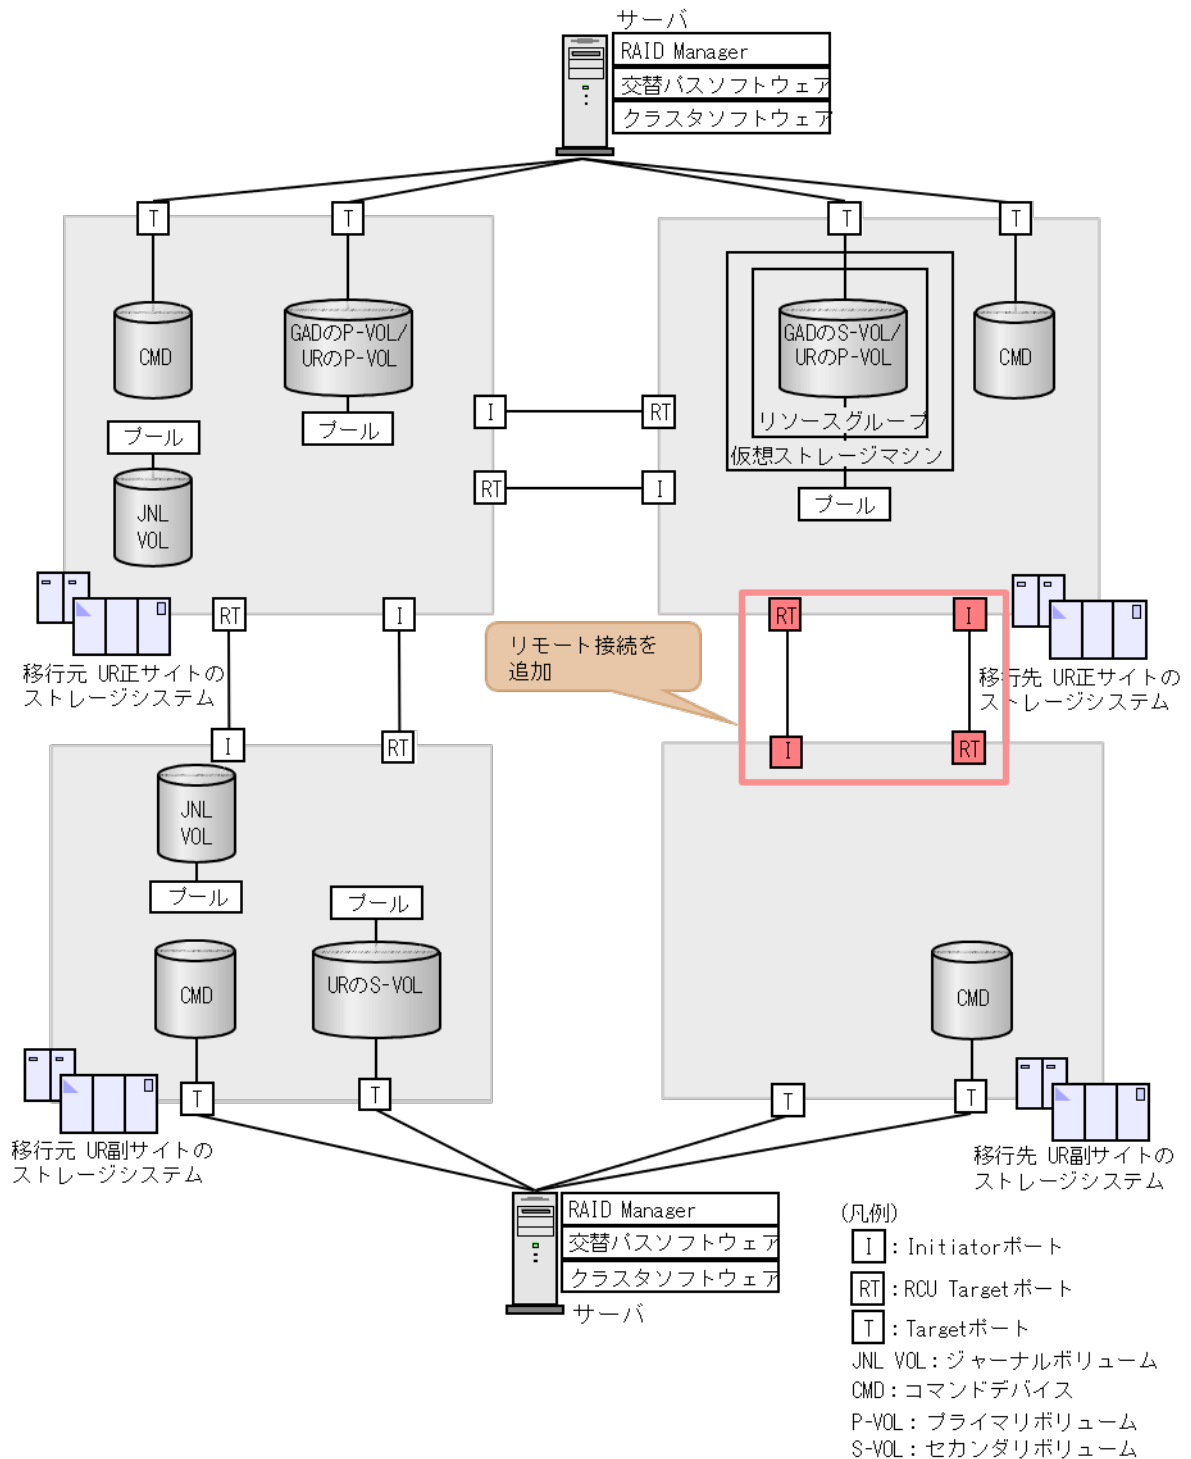 サーバ
RAID Manager
交替パスソフトウェア
クラスタソフトウェア
T
T
T
T
CMD
GADのP-VOL/
URのP-VOL
GADのS-VOL/
URのP-VOL
CMD
プール
プール
リソースグループ
仮想ストレージマシン
プール
JNL
VOL
I
RT
RT
I
RT
I
RT
I
リモート接続を
追加
移行元 UR正サイトの
ストレージシステム
移行先 UR正サイトの
ストレージシステム
I
RT
I
RT
JNL
VOL
プール
プール
CMD
URのS-VOL
CMD
T
T
T
T
移行元 UR副サイトの
ストレージシステム
移行先 UR副サイトの
ストレージシステム
RAID Manager
交替パスソフトウェア
クラスタソフトウェア
サーバ
(凡例)
I：Initiatorポート
RT：RCU Targetポート
T：Targetポート
JNL VOL：ジャーナルボリューム
CMD：コマンドデバイス
P-VOL：プライマリボリューム
S-VOL：セカンダリボリューム